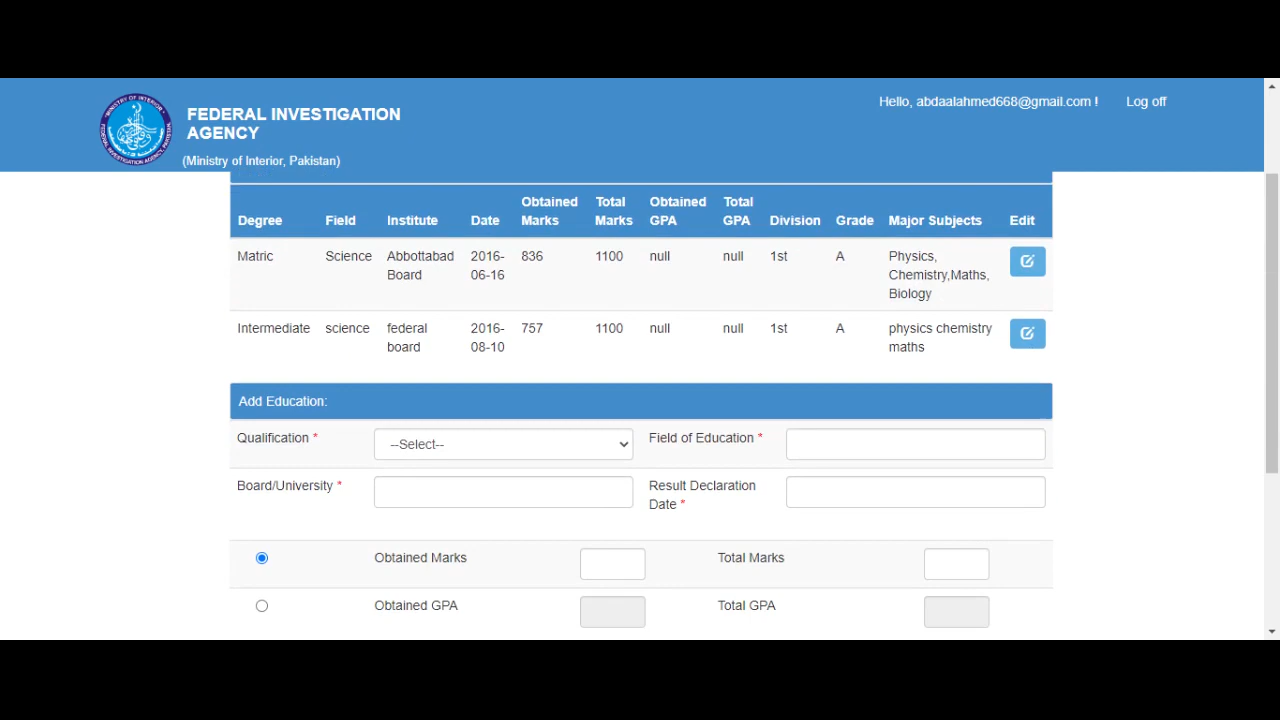 FEDERAL INVESTIGATION
AGENCY
(Ministry of Interior, Pakistan)
Hello, abdaalahmed668@gmail.com !
Log off
Degree Field Institute Date Obtained Marks Total Marks Obtained GPA Total GPA Division Grade Major Subjects Edit
Matric Science Abbottabad Board 2016-06-16 836 1100 null null 1st A Physics, Chemistry,Maths, Biology
Intermediate science federal board 2016-08-10 757 1100 null null 1st A physics chemistry maths
Add Education:
Qualification * --Select-- Field of Education *
Board/University * Result Declaration Date *
Obtained Marks Total Marks
Obtained GPA Total GPA